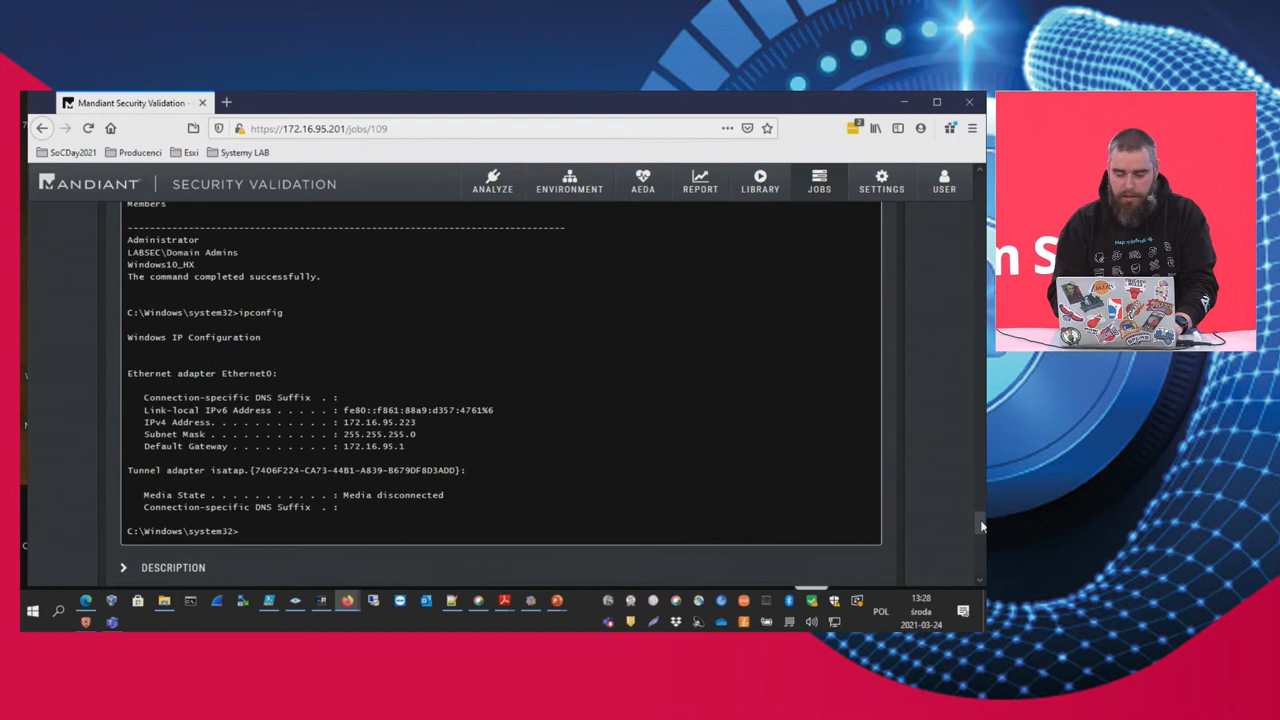 Mandiant Security Validation -
https://172.16.95.201/jobs/109
2
SoCDay2021 Producenci Esxi Systemy LAB
MANDIANT | SECURITY VALIDATION
ANALYZE ENVIRONMENT AEDA REPORT LIBRARY JOBS SETTINGS USER
Members
-------------------------------------------------------------------------------
Administrator
LABSEC\Domain Admins
Windows10_HX
The command completed successfully.
C:\Windows\system32>ipconfig
Windows IP Configuration
Ethernet adapter Ethernet0:
Connection-specific DNS Suffix . :
Link-local IPv6 Address . . . . . : fe80::f861:88a9:d357:4761%6
IPv4 Address. . . . . . . . . . . : 172.16.95.223
Subnet Mask . . . . . . . . . . . : 255.255.255.0
Default Gateway . . . . . . . . . : 172.16.95.1
Tunnel adapter isatap.{7406F224-CA73-44B1-A839-B679DF8D3ADD}:
Media State . . . . . . . . . . . : Media disconnected
Connection-specific DNS Suffix . :
C:\Windows\system32>
DESCRIPTION
POL
13:28
środa
2021-03-24
m S
CHICAGO
BULLS